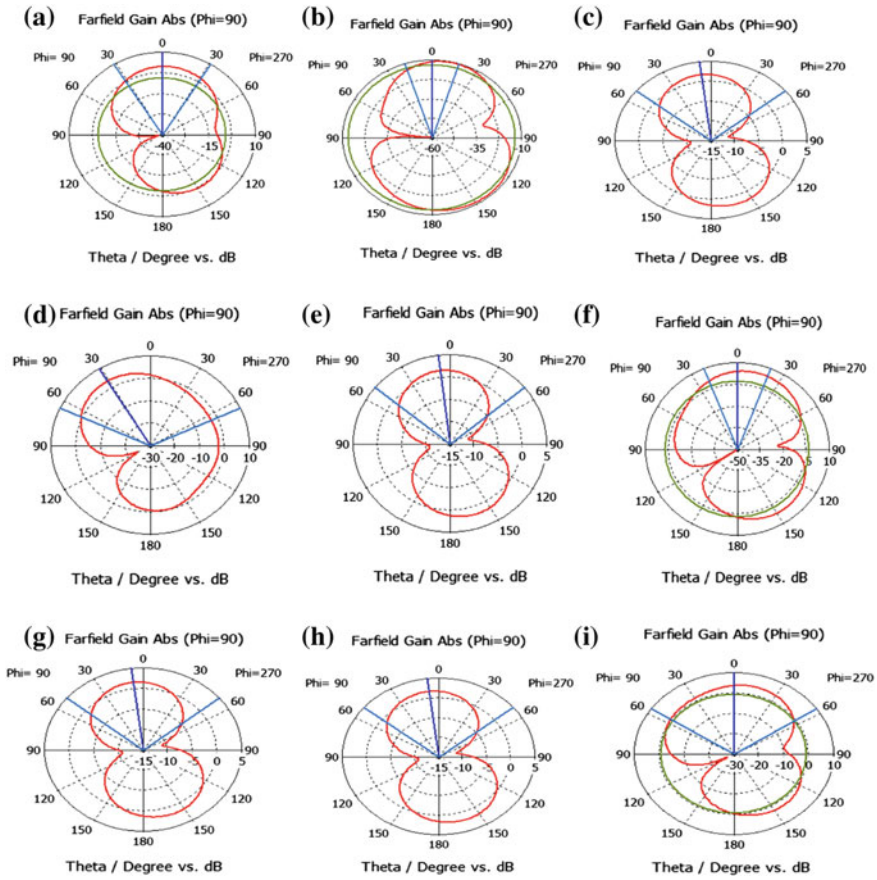 (a) Farfield Gain Abs (Phi=90)
0
Phi= 90 30 30 Phi=270
60 60
90 -40 -15 10 90
120 120
150 150
180
Theta / Degree vs. dB
(b) Farfield Gain Abs (Phi=90)
0
Phi= 90 30 30 Phi=270
60 60
90 -60 -35 -10 90
120 120
150 150
180
Theta / Degree vs. dB
(c) Farfield Gain Abs (Phi=90)
0
Phi= 90 30 30 Phi=270
60 60
90 -15 -10 -5 0 5 90
120 120
150 150
180
Theta / Degree vs. dB
(d) Farfield Gain Abs (Phi=90)
0
Phi= 90 30 30 Phi=270
60 60
90 -30 -20 -10 0 10 90
120 120
150 150
180
Theta / Degree vs. dB
(e) Farfield Gain Abs (Phi=90)
0
Phi= 90 30 30 Phi=270
60 60
90 15 -10 -5 0 5 90
120 120
150 150
180
Theta / Degree vs. dB
(f) Farfield Gain Abs (Phi=90)
0
Phi= 90 30 30 Phi=270
60 60
90 -50 -35 -20 -5 10 90
120 120
150 150
180
Theta / Degree vs. dB
(g) Farfield Gain Abs (Phi=90)
0
Phi= 90 30 30 Phi=270
60 60
90 -15 -10 -5 0 5 90
120 120
150 150
180
Theta / Degree vs. dB
(h) Farfield Gain Abs (Phi=90)
0
Phi= 90 30 30 Phi=270
60 60
90 -15 -10 -5 0 5 90
120 120
150 150
180
Theta / Degree vs. dB
(i) Farfield Gain Abs (Phi=90)
0
Phi= 90 30 30 Phi=270
60 60
90 -30 -20 -10 0 10 90
120 120
150 150
180
Theta / Degree vs. dB